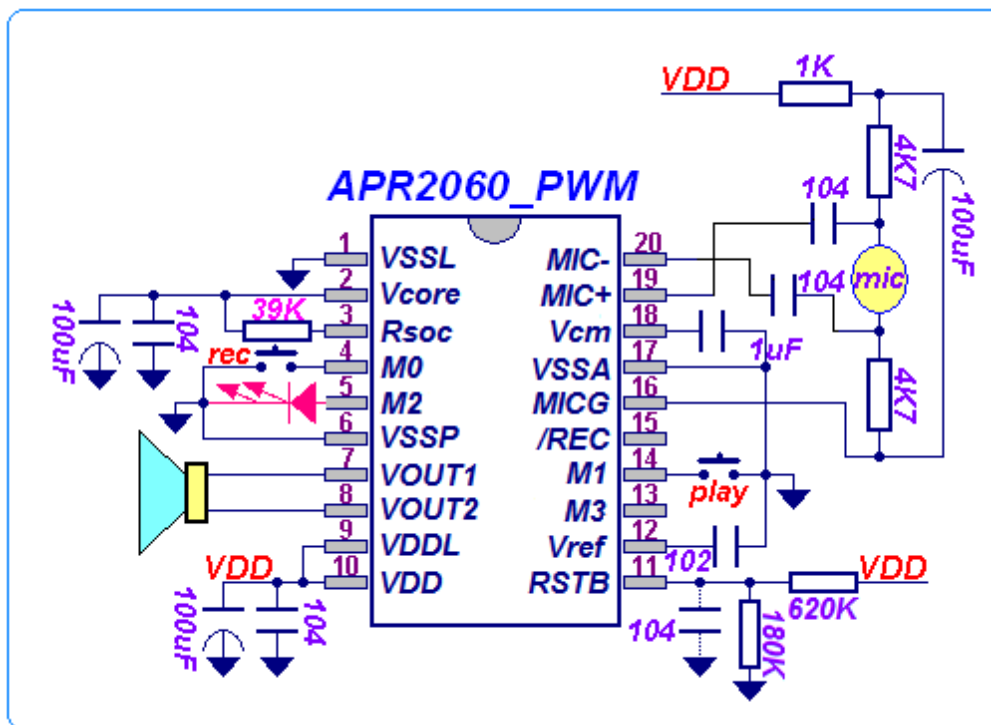 VDD
1K
4K7
100uF
APR2060_PWM
104
mic
104
1 VSSL MIC- 20
2 Vcore MIC+ 19
39K
3 Rsoc Vcm 18
1uF
100uF
104
rec
4 M0 VSSA 17
5 M2 MICG 16
4K7
6 VSSP /REC 15
7 VOUT1 M1 14
play
8 VOUT2 M3 13
9 VDDL Vref 12
102
VDD
10 VDD RSTB 11
VDD
620K
100uF
104
104
180K